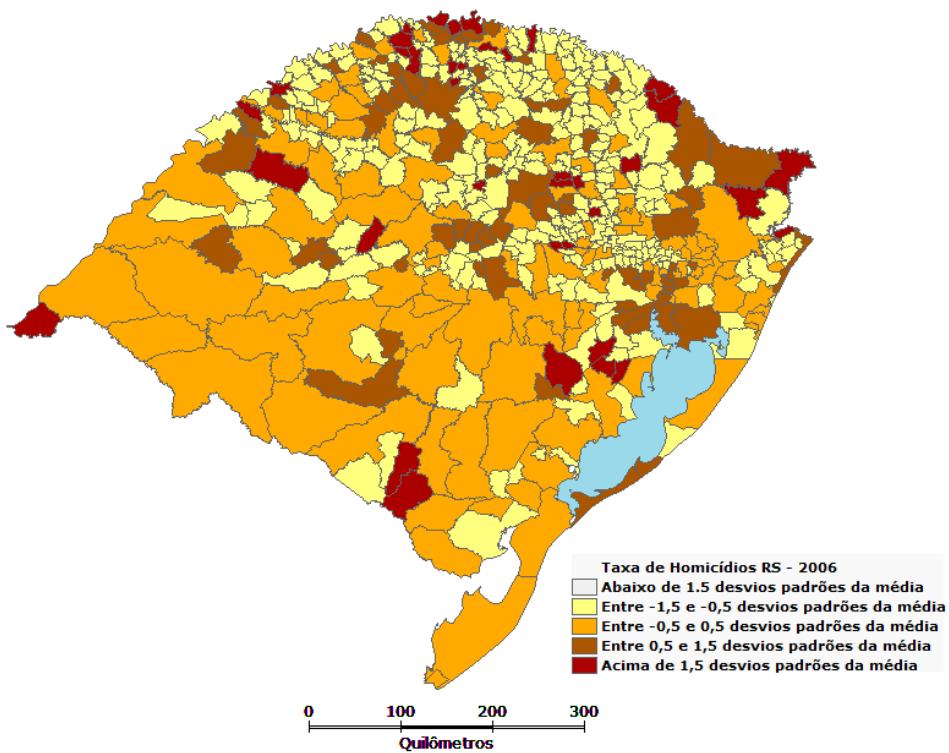 Taxa de Homicídios RS - 2006
Abaixo de 1.5 desvios padrões da média
Entre -1,5 e -0,5 desvios padrões da média
Entre -0,5 e 0,5 desvios padrões da média
Entre 0,5 e 1,5 desvios padrões da média
Acima de 1,5 desvios padrões da média
0 100 200 300
Quilômetros